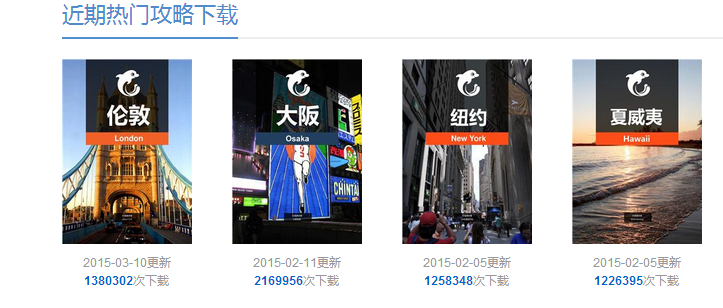 近期热门攻略下载
伦敦
London
大阪
Osaka
CHINTAI
纽约
New York
夏威夷
Hawaii
2015-03-10更新
1380302次下载
2015-02-11更新
2169956次下载
2015-02-05更新
1258348次下载
2015-02-05更新
1226395次下载